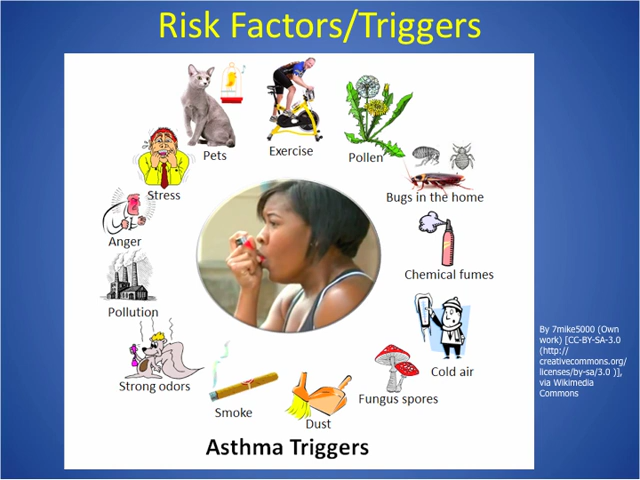 Risk Factors/Triggers
Pets
Exercise
Pollen
Bugs in the home
Chemical fumes
Cold air
Fungus spores
Dust
Smoke
Strong odors
Pollution
Anger
Stress
Asthma Triggers
By 7mike5000 (Own
work) [CC-BY-SA-3.0
(http://
creativecommons.org/
licenses/by-sa/3.0 )],
via Wikimedia
Commons